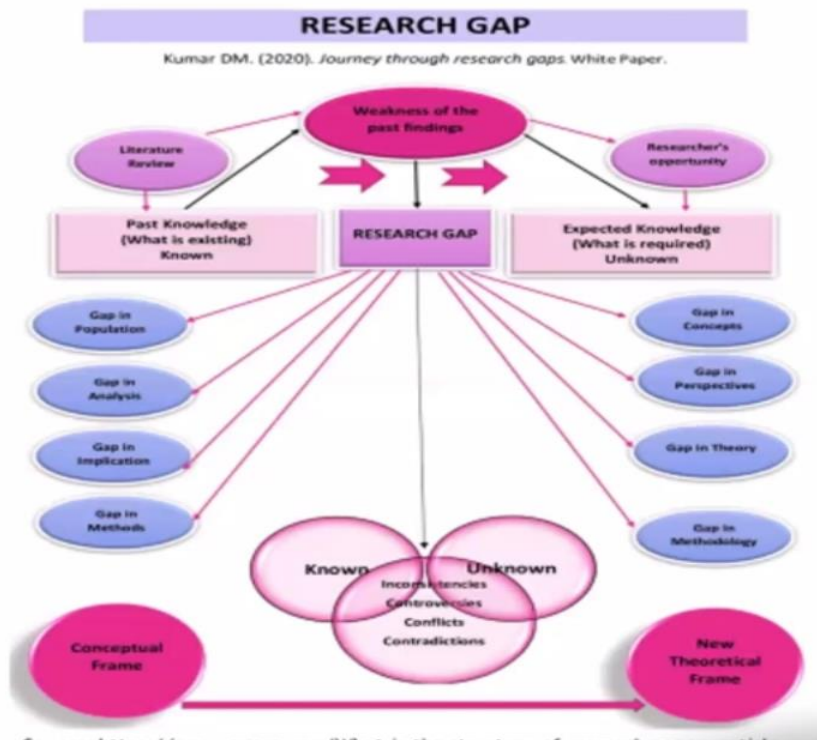 RESEARCH GAP
Kumar DM. (2020). Journey through research gaps. White Paper.
Weakness of the
past findings
Literature
Review
Researcher's
opportunity
Past Knowledge
(What is existing)
Known
RESEARCH GAP
Expected Knowledge
(What is required)
Unknown
Gap in
Population
Gap in
Concepts
Gap in
Analysis
Gap in
Perspectives
Gap in
Implication
Gap in Theory
Gap in
Methods
Gap in
Methodology
Known
Unknown
Inconsistencies
Controversies
Conflicts
Contradictions
Conceptual
Frame
New
Theoretical
Frame